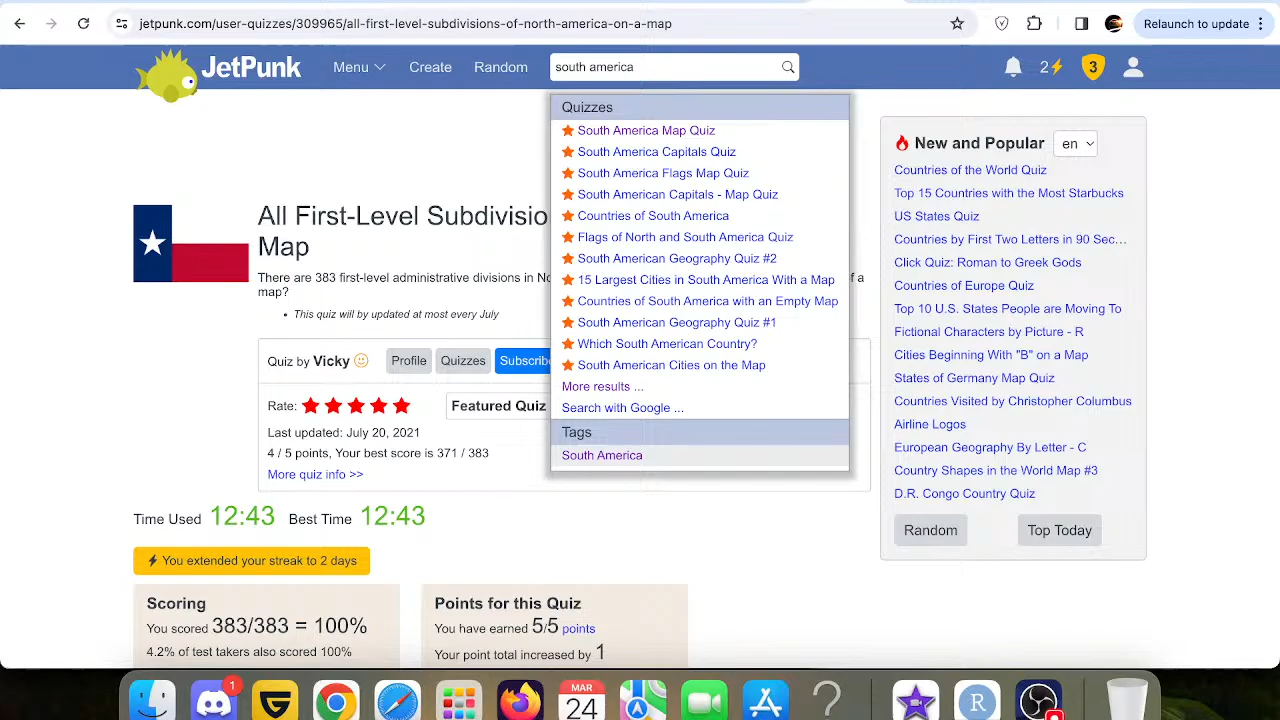 jetpunk.com/user-quizzes/309965/all-first-level-subdivisions-of-north-america-on-a-map
Relaunch to update
JetPunk
Menu
Create
Random
south america
2
3
Quizzes
South America Map Quiz
South America Capitals Quiz
South America Flags Map Quiz
South American Capitals - Map Quiz
Countries of South America
Flags of North and South America Quiz
South American Geography Quiz #2
15 Largest Cities in South America With a Map
Countries of South America with an Empty Map
South American Geography Quiz #1
Which South American Country?
South American Cities on the Map
More results ...
Search with Google ...
Tags
South America
All First-Level Subdivisio
Map
There are 383 first-level administrative divisions in No
f a
map?
• This quiz will be updated at most every July
Quiz by Vicky
Profile
Quizzes
Subscribe
Rate:
Featured Quiz
Last updated: July 20, 2021
4 / 5 points, Your best score is 371 / 383
More quiz info >>
Time Used 12:43 Best Time 12:43
You extended your streak to 2 days
Scoring
You scored 383/383 = 100%
4.2% of test takers also scored 100%
Points for this Quiz
You have earned 5/5 points
Your point total increased by 1
New and Popular
en
Countries of the World Quiz
Top 15 Countries with the Most Starbucks
US States Quiz
Countries by First Two Letters in 90 Sec…
Click Quiz: Roman to Greek Gods
Countries of Europe Quiz
Top 10 U.S. States People are Moving To
Fictional Characters by Picture - R
Cities Beginning With "B" on a Map
States of Germany Map Quiz
Countries Visited by Christopher Columbus
Airline Logos
European Geography By Letter - C
Country Shapes in the World Map #3
D.R. Congo Country Quiz
Random
Top Today
1
MAR
24
R